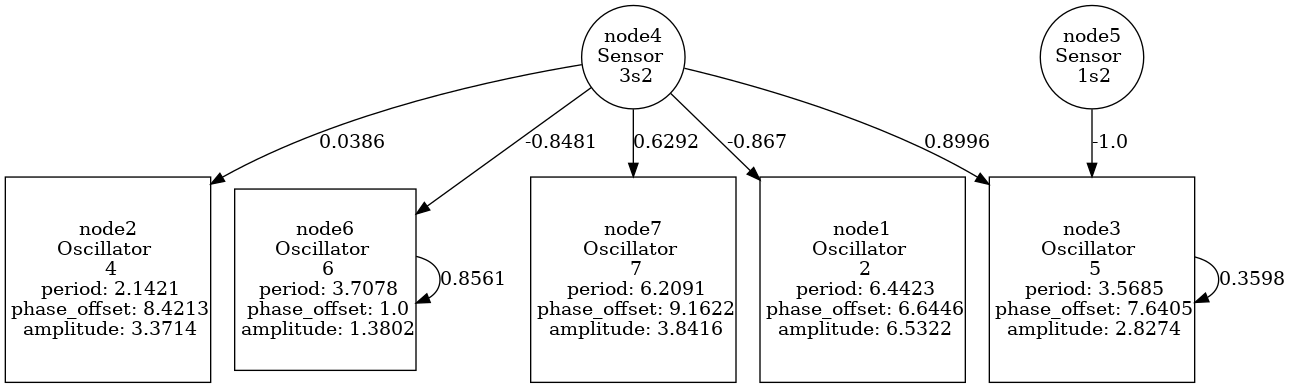 node4
Sensor
3s2
node5
Sensor
1s2
0.0386
-0.8481
0.6292
-0.867
0.8996
-1.0
node2
Oscillator
4
period: 2.1421
phase_offset: 8.4213
amplitude: 3.3714
node6
Oscillator
6
period: 3.7078
phase_offset: 1.0
amplitude: 1.3802
0.8561
node7
Oscillator
7
period: 6.2091
phase_offset: 9.1622
amplitude: 3.8416
node1
Oscillator
2
period: 6.4423
phase_offset: 6.6446
amplitude: 6.5322
node3
Oscillator
5
period: 3.5685
phase_offset: 7.6405
amplitude: 2.8274
0.3598